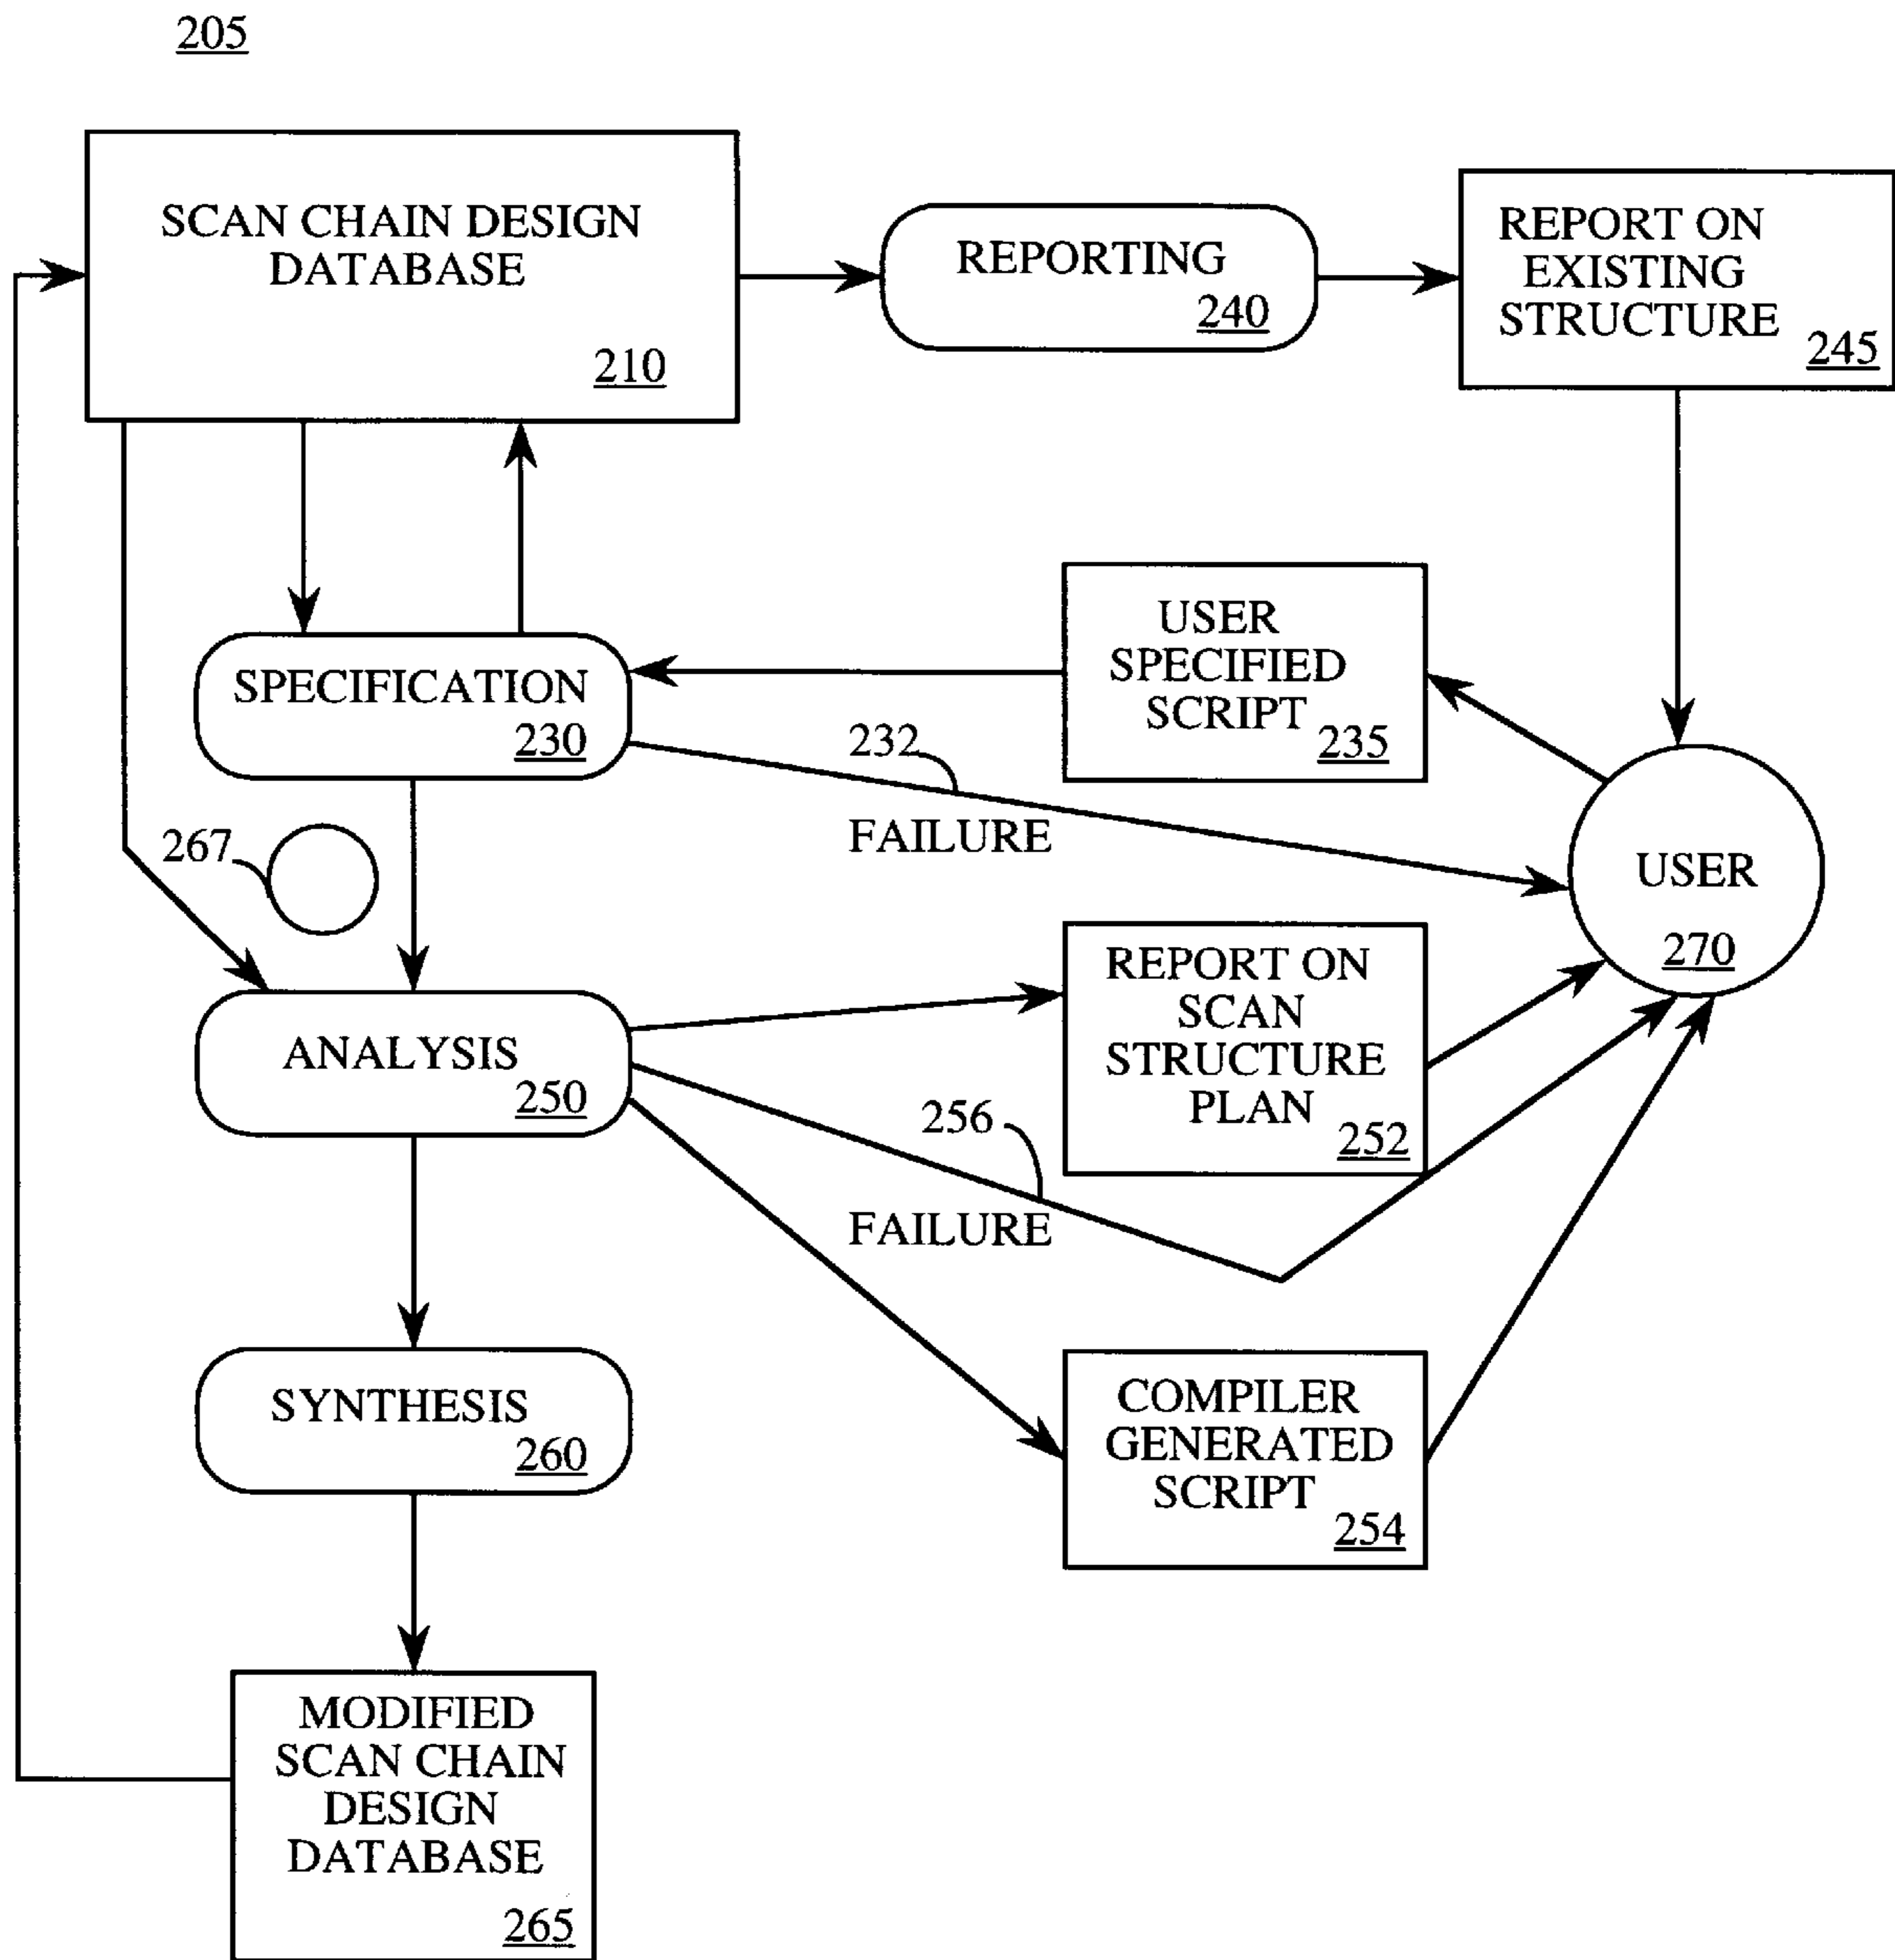 205
SCAN CHAIN DESIGN
DATABASE
210
REPORTING
240
REPORT ON
EXISTING
STRUCTURE
245
USER
SPECIFIED
SCRIPT
235
SPECIFICATION
230
232
FAILURE
267
USER
270
REPORT ON
SCAN
STRUCTURE
PLAN
252
ANALYSIS
250
256
FAILURE
COMPILER
GENERATED
SCRIPT
254
SYNTHESIS
260
MODIFIED
SCAN CHAIN
DESIGN
DATABASE
265